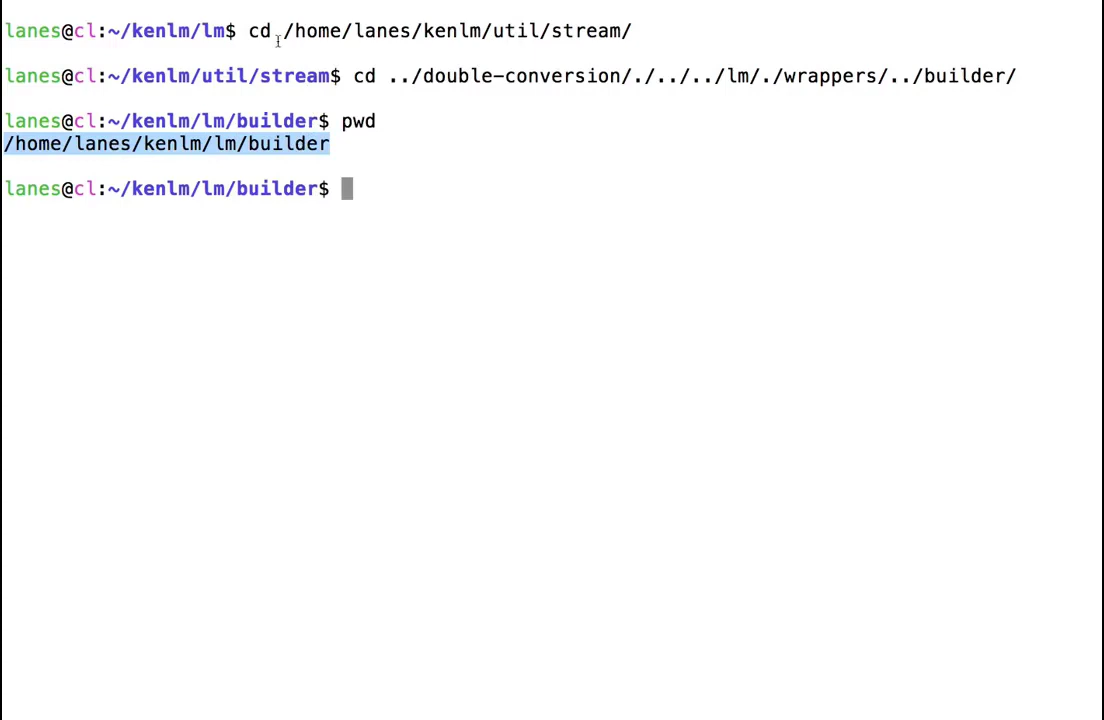 lanes@cl:~/kenlm/lm$ cd /home/lanes/kenlm/util/stream/
lanes@cl:~/kenlm/util/stream$ cd ../double-conversion/./../../lm/./wrappers/../builder/
lanes@cl:~/kenlm/lm/builder$ pwd
/home/lanes/kenlm/lm/builder
lanes@cl:~/kenlm/lm/builder$